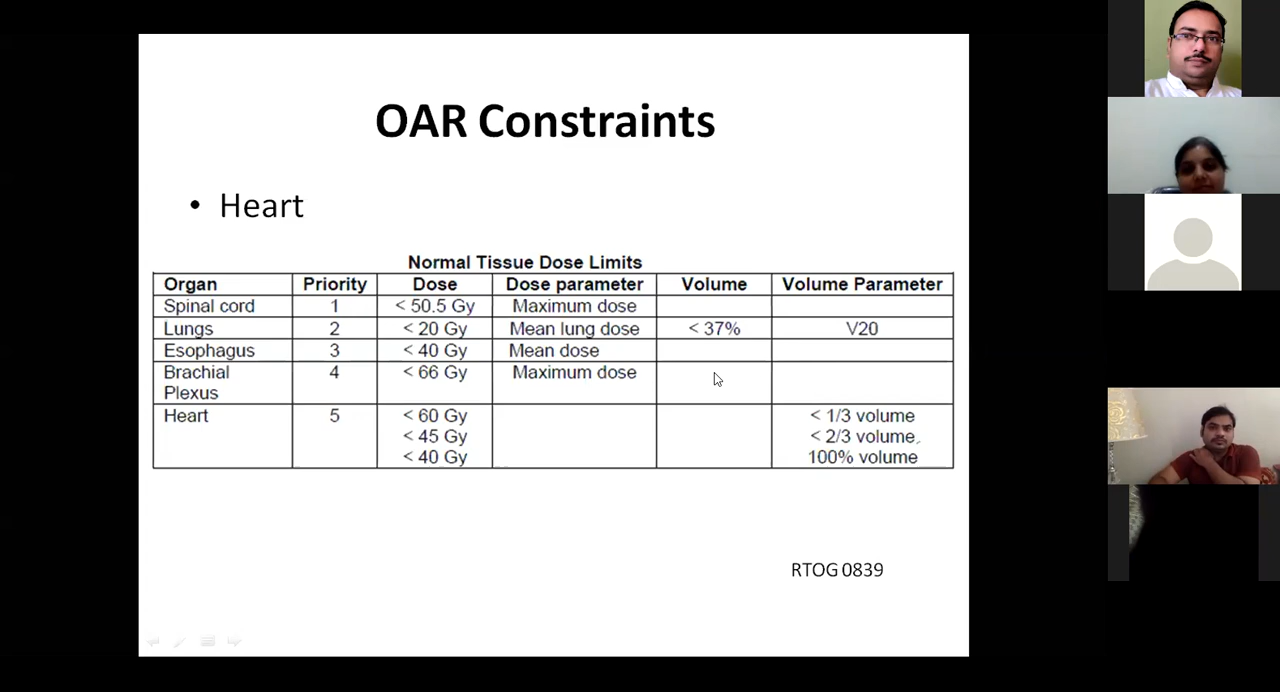 OAR Constraints
• Heart
Normal Tissue Dose Limits
Organ Priority Dose Dose parameter Volume Volume Parameter
Spinal cord 1 < 50.5 Gy Maximum dose
Lungs 2 < 20 Gy Mean lung dose < 37% V20
Esophagus 3 < 40 Gy Mean dose
Brachial 4 < 66 Gy Maximum dose
Plexus
Heart 5 < 60 Gy < 1/3 volume
< 45 Gy < 2/3 volume
< 40 Gy 100% volume
RTOG 0839